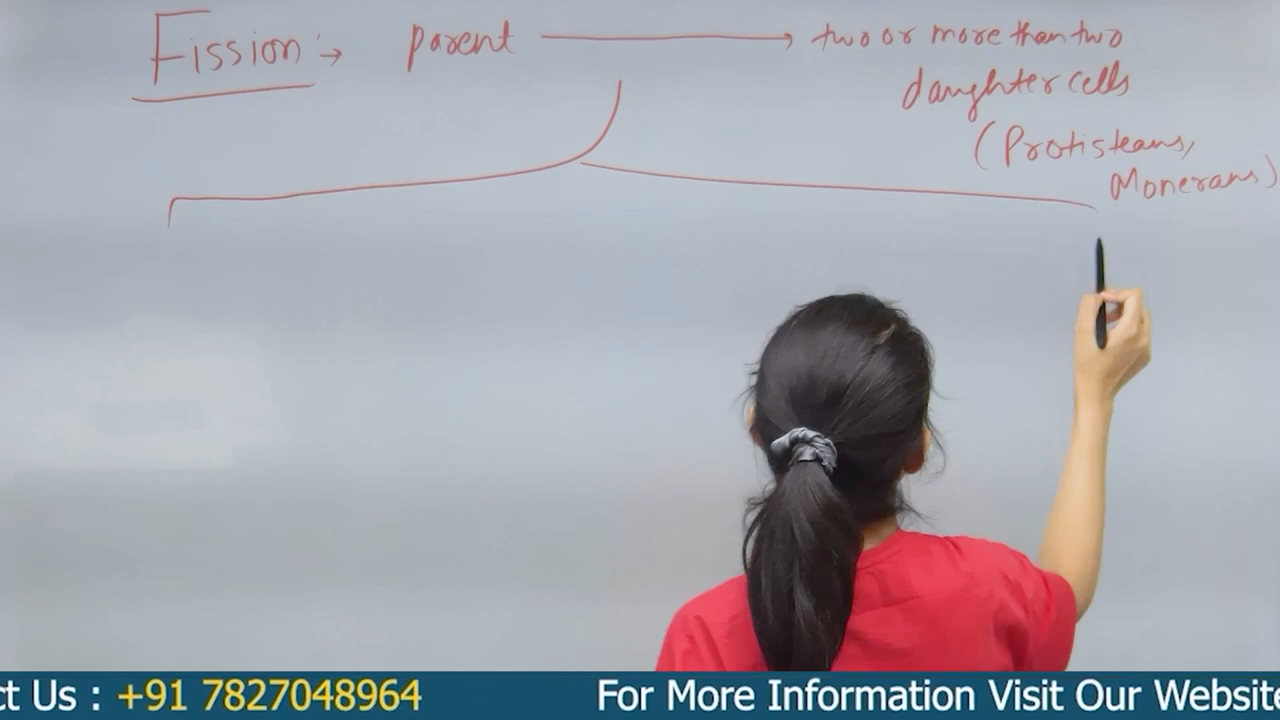 Fission :→ parent ⟶ two or more than two
daughter cells
(Protisteans,
Monerans)
ct Us : +91 7827048964 For More Information Visit Our Website